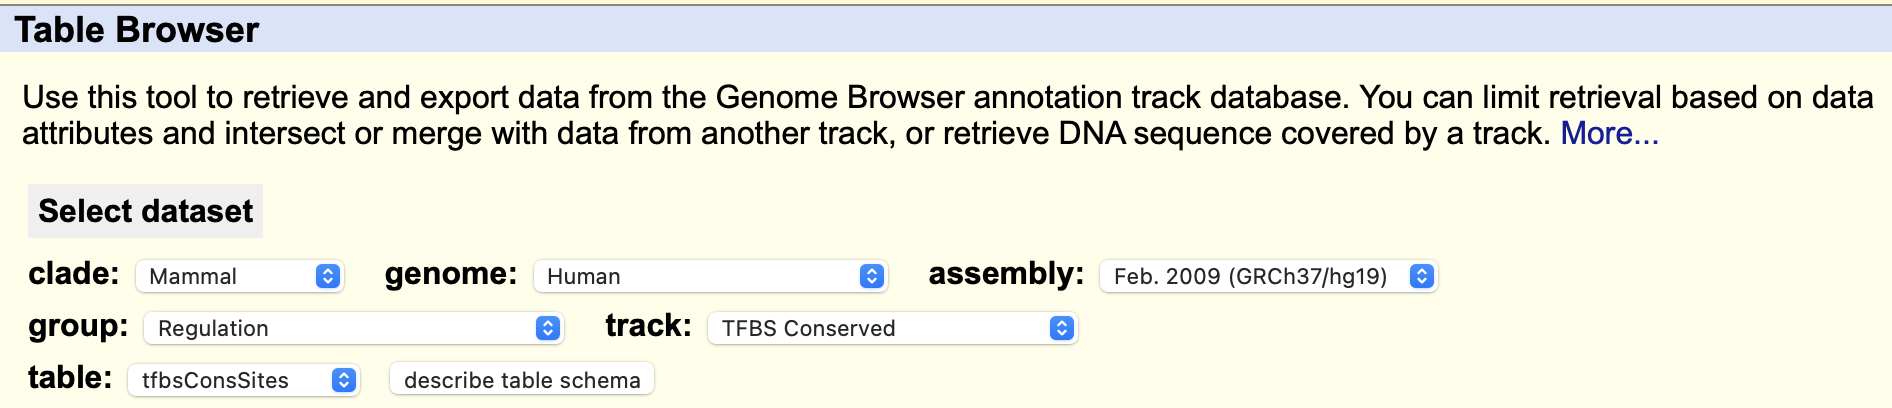 Table Browser
Use this tool to retrieve and export data from the Genome Browser annotation track database. You can limit retrieval based on data
attributes and intersect or merge with data from another track, or retrieve DNA sequence covered by a track. More...
Select dataset
clade: Mammal genome: Human assembly: Feb. 2009 (GRCh37/hg19)
group: Regulation track: TFBS Conserved
table: tfbsConsSites describe table schema